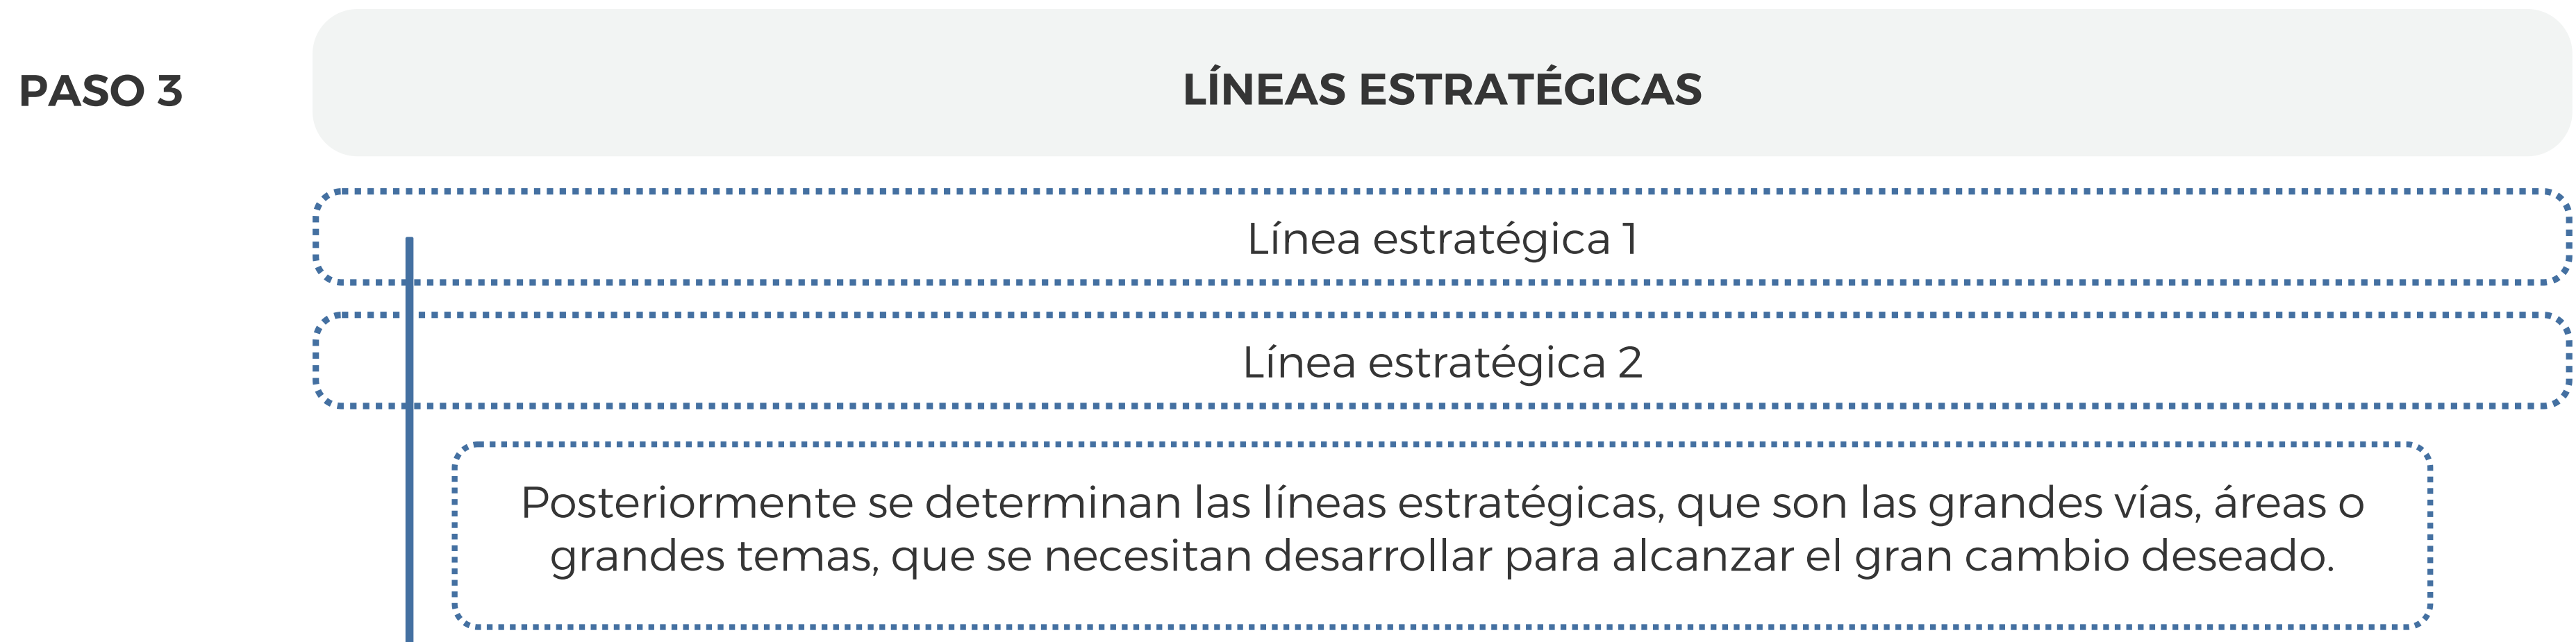 PASO 3
LÍNEAS ESTRATÉGICAS
Línea estratégica 1
Línea estratégica 2
Posteriormente se determinan las líneas estratégicas, que son las grandes vías, áreas o
grandes temas, que se necesitan desarrollar para alcanzar el gran cambio deseado.